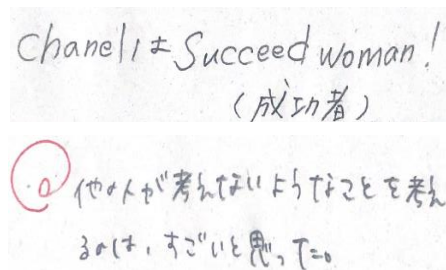 Chanelは Succeed woman!
(成功者)
他の人が考えないようなことを考え
るのは、すごいと思った。